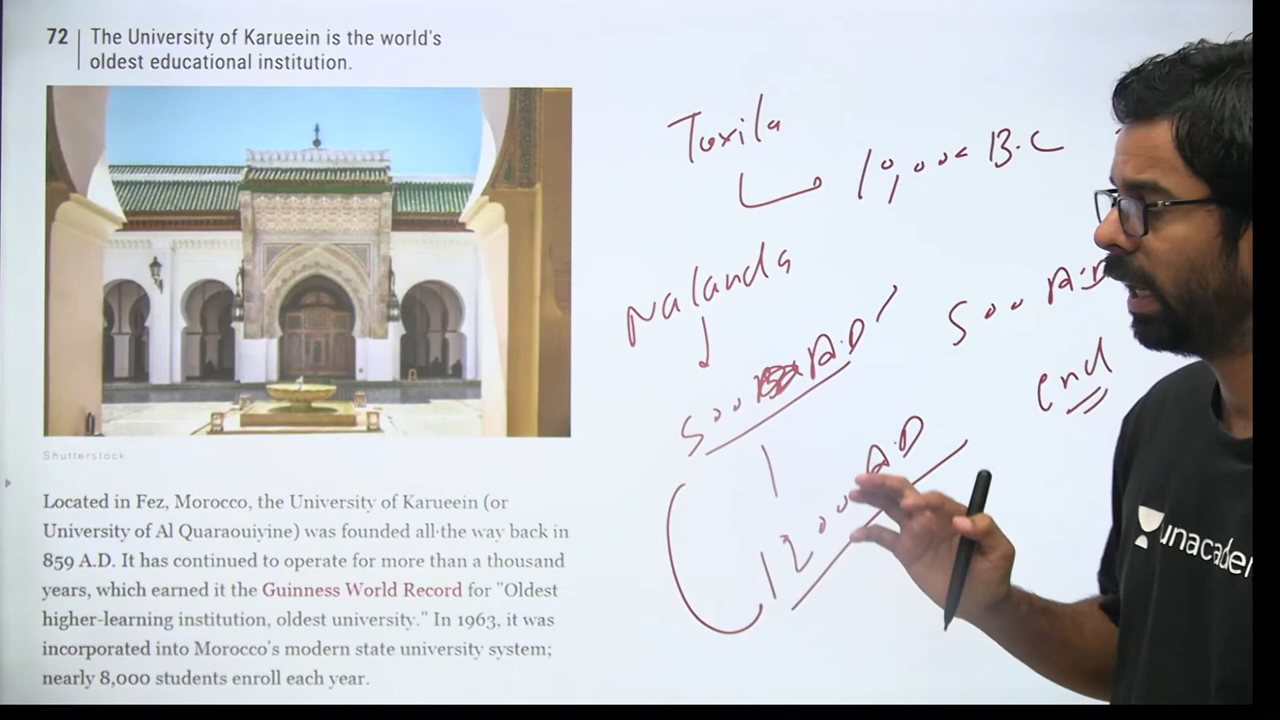 72
The University of Karueein is the world's
oldest educational institution.
Shutterstock
Located in Fez, Morocco, the University of Karueein (or
University of Al Quaraouiyine) was founded all the way back in
859 A.D. It has continued to operate for more than a thousand
years, which earned it the Guinness World Record for "Oldest
higher-learning institution, oldest university." In 1963, it was
incorporated into Morocco's modern state university system;
nearly 8,000 students enroll each year.
Taxila
10,000 B.C
Nalanda
500 A.D
1200 A.D
500 A.D
end
unacadem